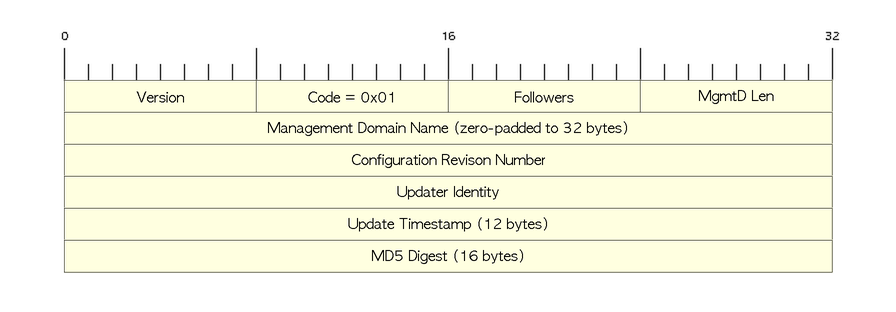 0 16 32
Version Code = 0x01 Followers MgmtD Len
Management Domain Name (zero-padded to 32 bytes)
Configuration Revison Number
Updater Identity
Update Timestamp (12 bytes)
MD5 Digest (16 bytes)